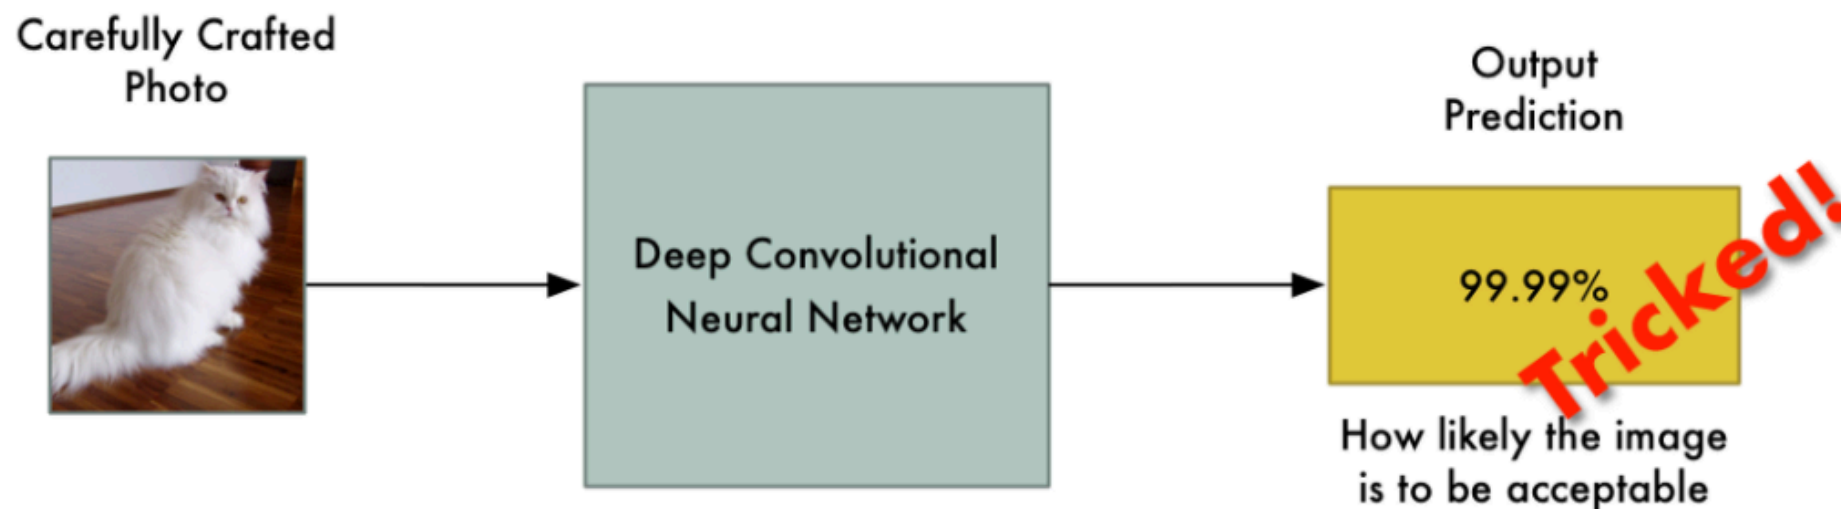 Carefully Crafted
Photo
Deep Convolutional
Neural Network
Output
Prediction
99.99%
Tricked!
How likely the image
is to be acceptable